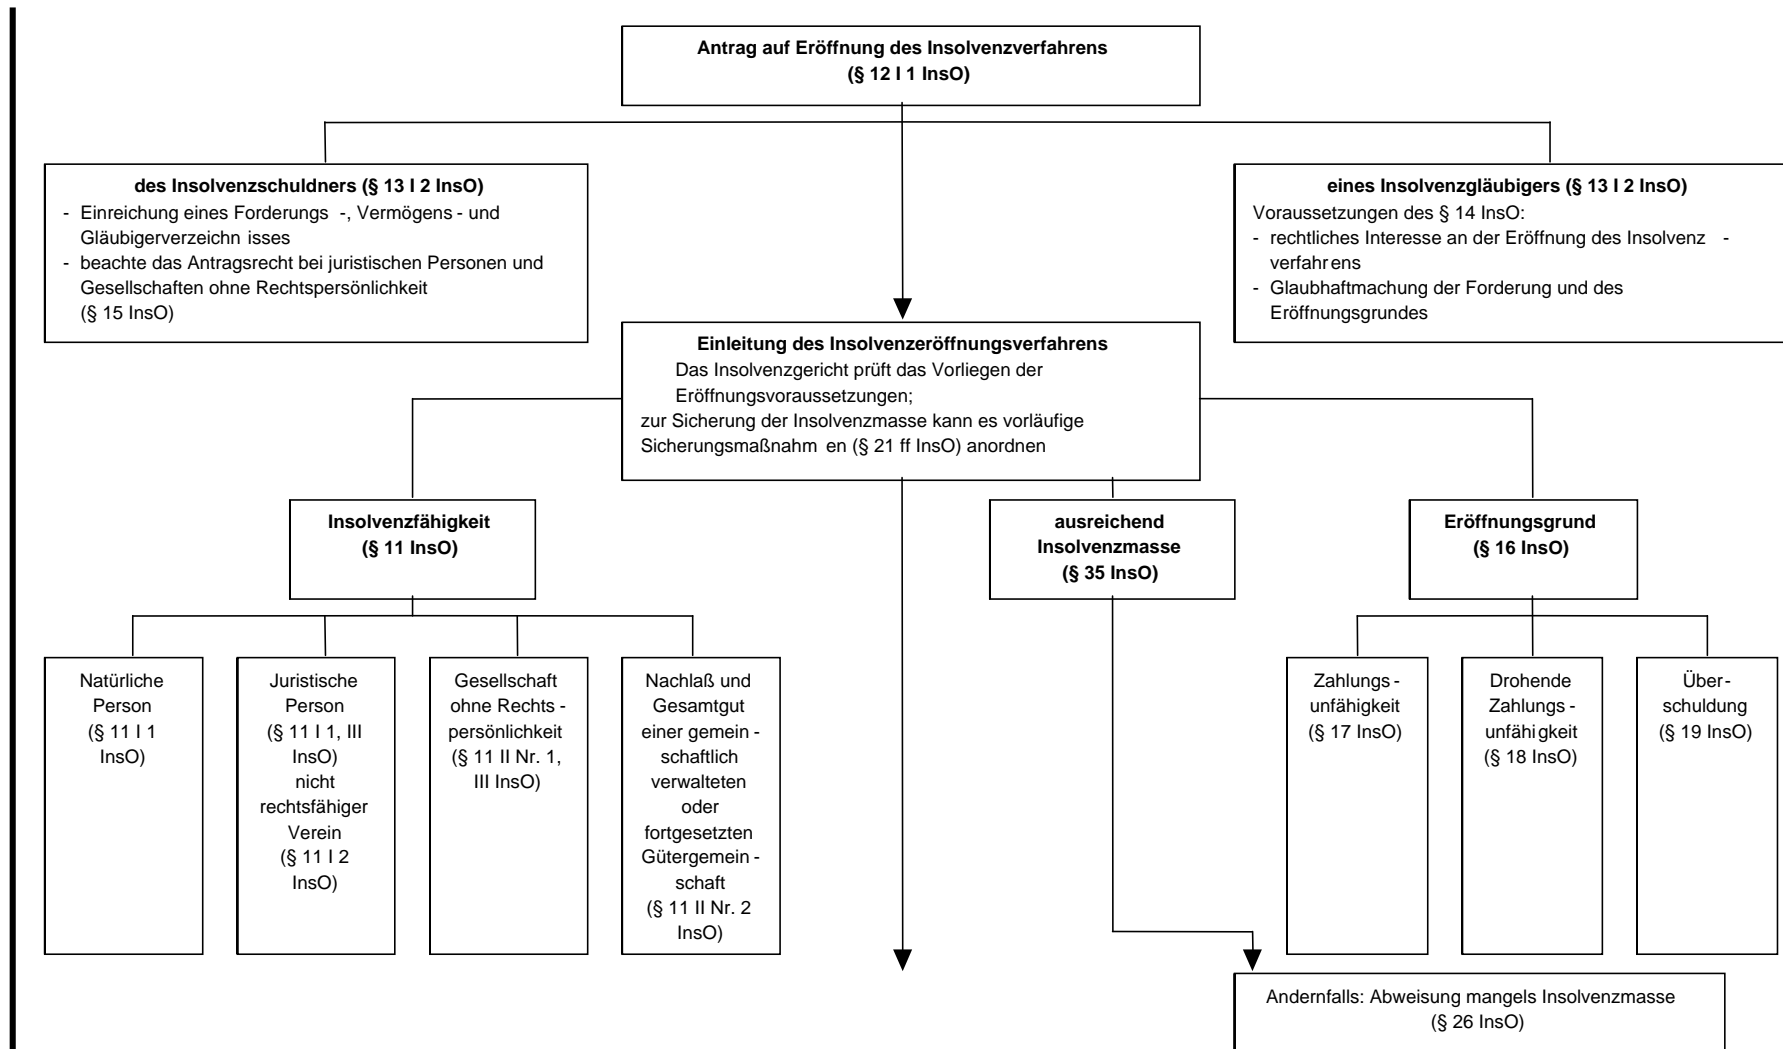 Antrag auf Eröffnung des Insolvenzverfahrens
(§ 12 I 1 InsO)
des Insolvenzschuldners (§ 13 I 2 InsO)
- Einreichung eines Forderungs -, Vermögens - und
Gläubigerverzeichn isses
- beachte das Antragsrecht bei juristischen Personen und
Gesellschaften ohne Rechtspersönlichkeit
(§ 15 InsO)
eines Insolvenzgläubigers (§ 13 I 2 InsO)
Voraussetzungen des § 14 InsO:
- rechtliches Interesse an der Eröffnung des Insolvenz -
verfahr ens
- Glaubhaftmachung der Forderung und des
Eröffnungsgrundes
Einleitung des Insolvenzeröffnungsverfahrens
Das Insolvenzgericht prüft das Vorliegen der
Eröffnungsvoraussetzungen;
zur Sicherung der Insolvenzmasse kann es vorläufige
Sicherungsmaßnahm en (§ 21 ff InsO) anordnen
Insolvenzfähigkeit
(§ 11 InsO)
ausreichend
Insolvenzmasse
(§ 35 InsO)
Eröffnungsgrund
(§ 16 InsO)
Natürliche
Person
(§ 11 I 1
InsO)
Juristische
Person
(§ 11 I 1, III
InsO)
nicht
rechtsfähiger
Verein
(§ 11 I 2
InsO)
Gesellschaft
ohne Rechts -
persönlichkeit
(§ 11 II Nr. 1,
III InsO)
Nachlaß und
Gesamtgut
einer gemein -
schaftlich
verwalteten
oder
fortgesetzten
Gütergemein -
schaft
(§ 11 II Nr. 2
InsO)
Zahlungs -
unfähigkeit
(§ 17 InsO)
Drohende
Zahlungs -
unfähi gkeit
(§ 18 InsO)
Über-
schuldung
(§ 19 InsO)
Andernfalls: Abweisung mangels Insolvenzmasse
(§ 26 InsO)